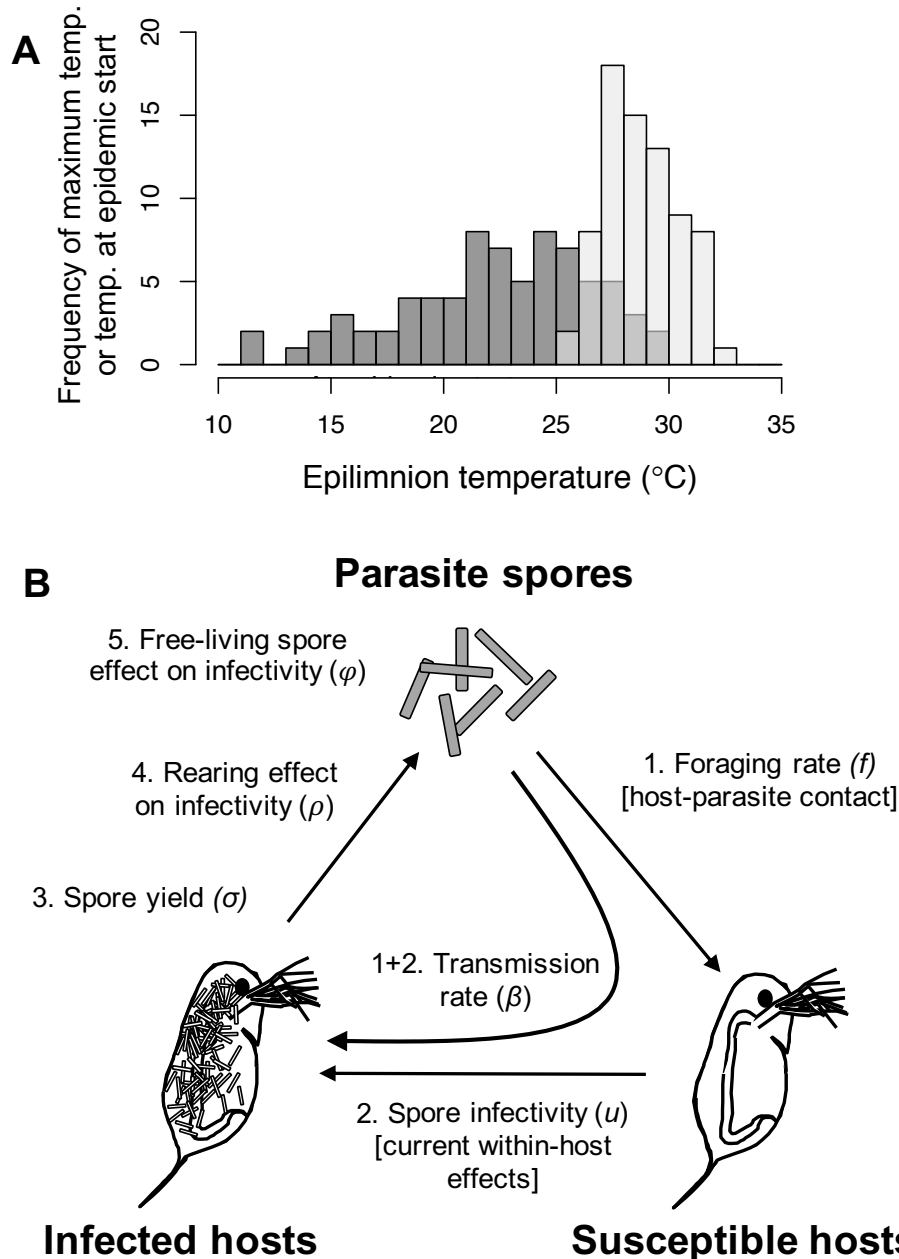 A
Frequency of maximum temp.
or temp. at epidemic start
20
15
10
5
0
10 15 20 25 30 35
Epilimnion temperature (°C)
B
Parasite spores
5. Free-living spore
effect on infectivity (φ)
4. Rearing effect
on infectivity (ρ)
1. Foraging rate (f)
[host-parasite contact]
3. Spore yield (σ)
1+2. Transmission
rate (β)
2. Spore infectivity (u)
[current within-host
effects]
Infected hosts
Susceptible hosts